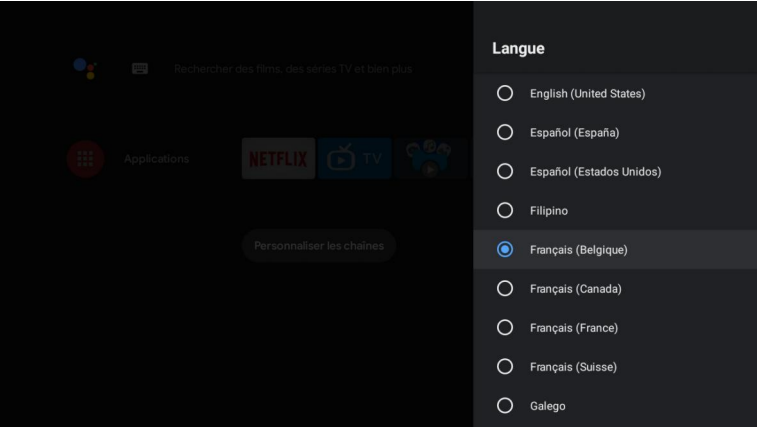 Langue
Rechercher des films, des séries TV et bien plus
English (United States)
Español (España)
Applications
NETFLIX
TV
Español (Estados Unidos)
Filipino
Personnaliser les chaînes
Français (Belgique)
Français (Canada)
Français (France)
Français (Suisse)
Galego